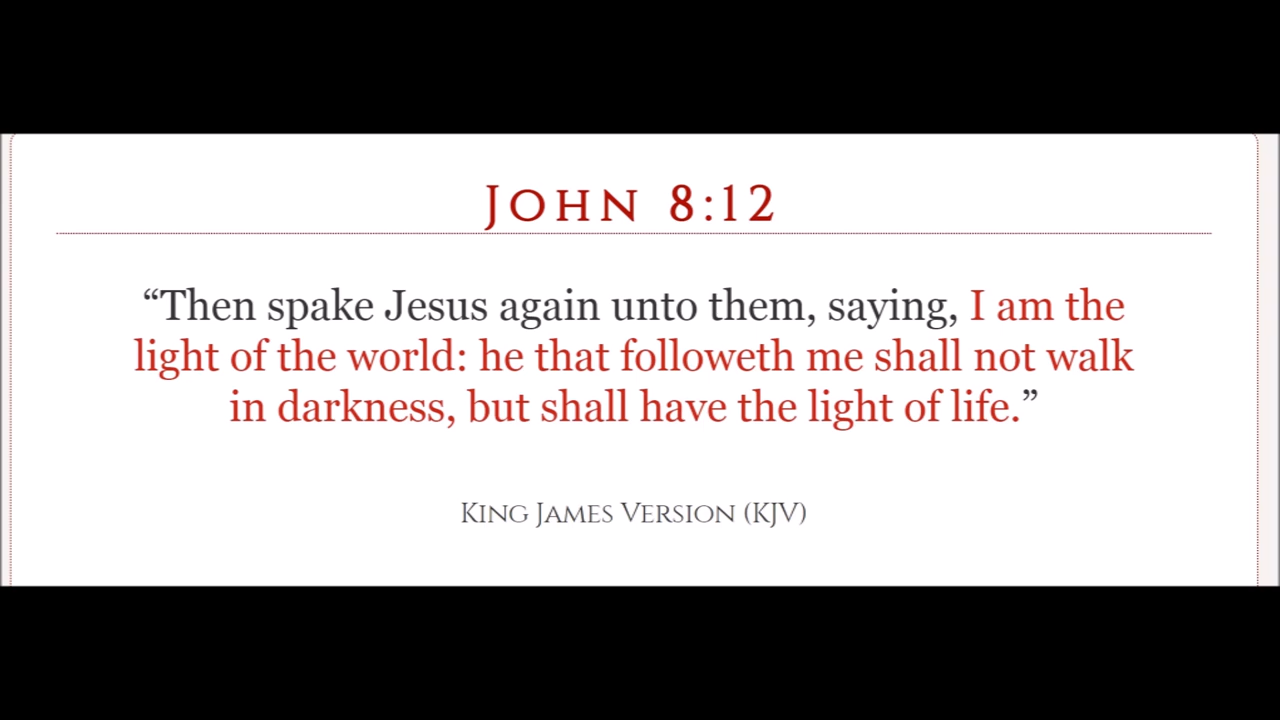 John 8:12
“Then spake Jesus again unto them, saying, I am the
light of the world: he that followeth me shall not walk
in darkness, but shall have the light of life.”
King James Version (KJV)